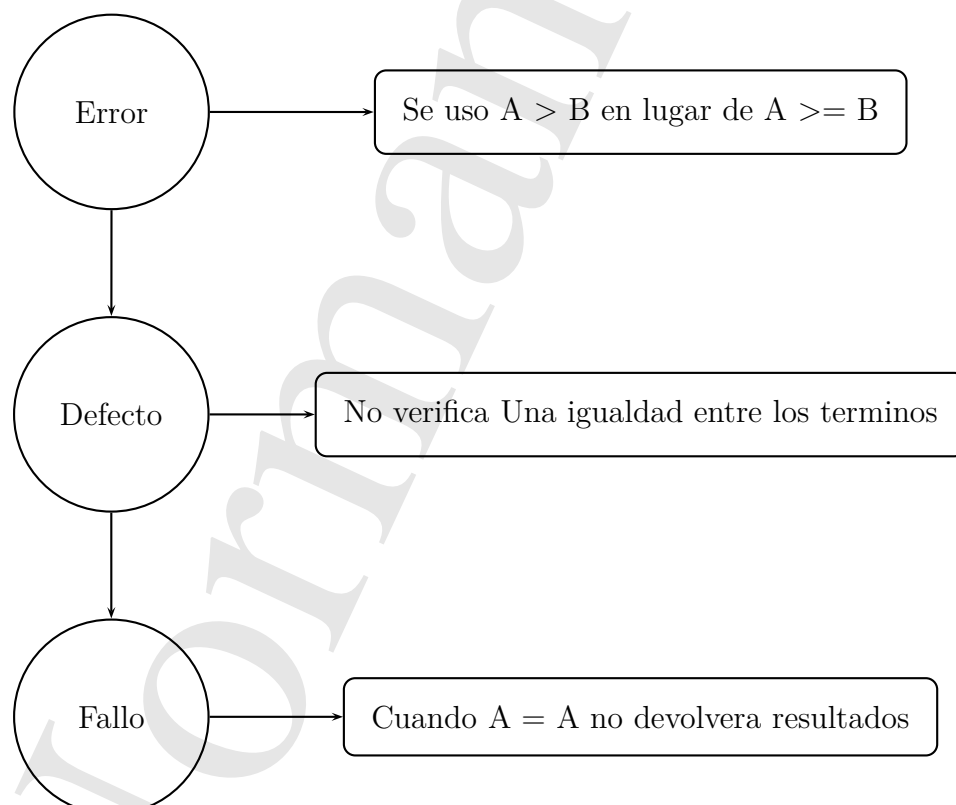 Error
Se uso A > B en lugar de A >= B
Defecto
No verifica Una igualdad entre los terminos
Fallo
Cuando A = A no devolvera resultados